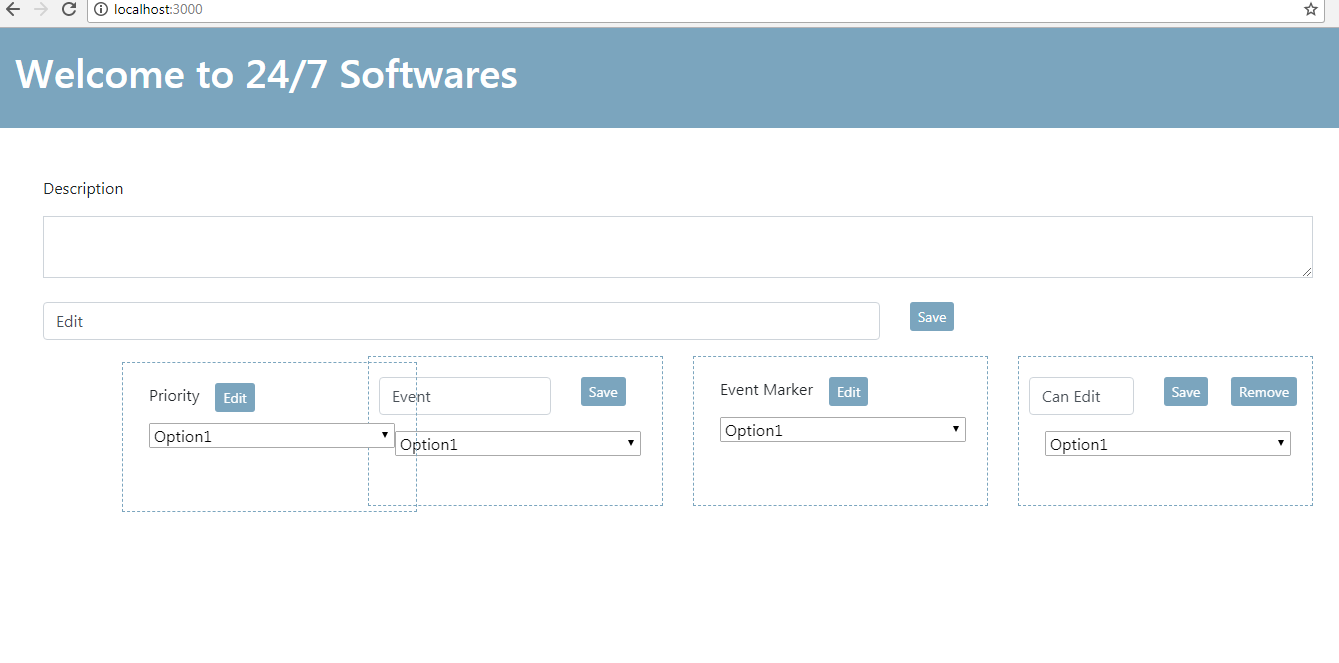 localhost:3000
Welcome to 24/7 Softwares
Description
Edit Save
Priority Edit Event Save Event Marker Edit Can Edit Save Remove
Option1 Option1 Option1 Option1